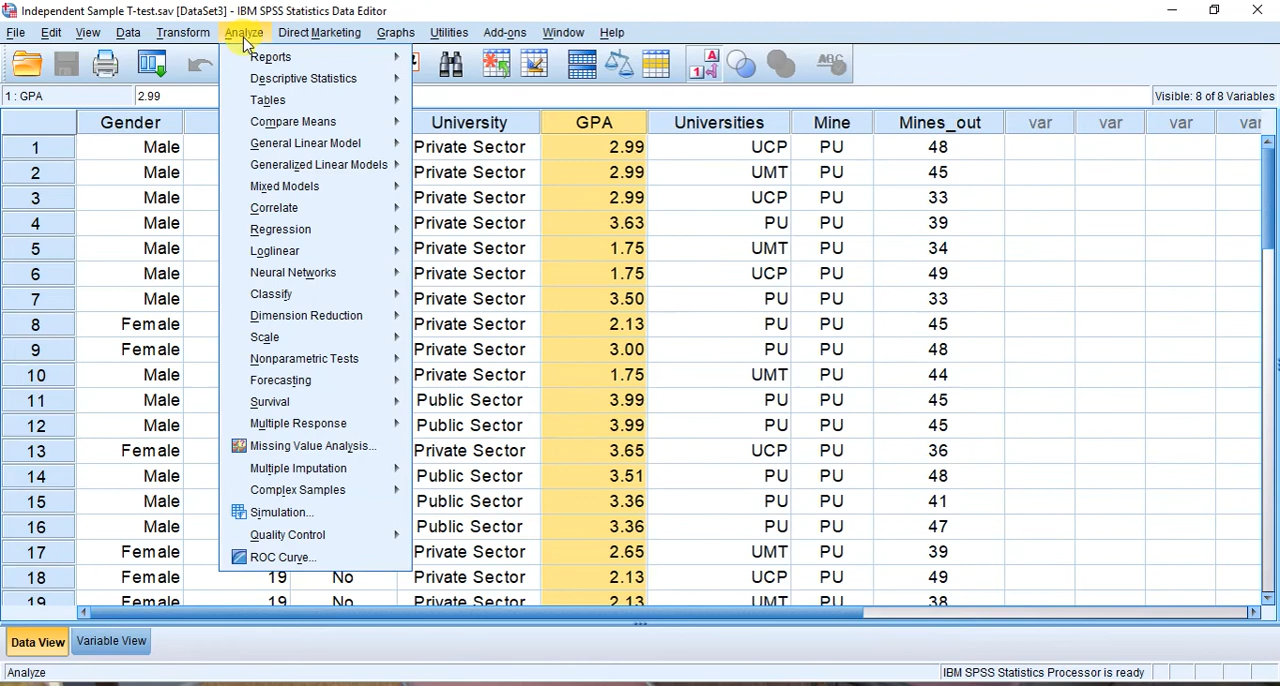 Independent Sample T-test.sav [DataSet3] - IBM SPSS Statistics Data Editor
File Edit View Data Transform Analyze Direct Marketing Graphs Utilities Add-ons Window Help
A
1
ABC
1 : GPA 2.99 Visible: 8 of 8 Variables
Reports
Descriptive Statistics
Tables
Compare Means
General Linear Model
Generalized Linear Models
Mixed Models
Correlate
Regression
Loglinear
Neural Networks
Classify
Dimension Reduction
Scale
Nonparametric Tests
Forecasting
Survival
Multiple Response
Missing Value Analysis...
Multiple Imputation
Complex Samples
Simulation...
Quality Control
ROC Curve...
Gender University GPA Universities Mine Mines_out var var var var
1 Male Private Sector 2.99 UCP PU 48
2 Male Private Sector 2.99 UMT PU 45
3 Male Private Sector 2.99 UCP PU 33
4 Male Private Sector 3.63 PU PU 39
5 Male Private Sector 1.75 UMT PU 34
6 Male Private Sector 1.75 UCP PU 49
7 Male Private Sector 3.50 PU PU 33
8 Female Private Sector 2.13 PU PU 45
9 Female Private Sector 3.00 PU PU 48
10 Male Private Sector 1.75 UMT PU 44
11 Male Public Sector 3.99 PU PU 45
12 Male Public Sector 3.99 PU PU 45
13 Female Private Sector 3.65 UCP PU 36
14 Male Public Sector 3.51 PU PU 48
15 Male Public Sector 3.36 PU PU 41
16 Male Public Sector 3.36 PU PU 47
17 Female Private Sector 2.65 UMT PU 39
18 Female 19 No Private Sector 2.13 UCP PU 49
19 Female 19 No Private Sector 2.13 UMT PU 38
Data View Variable View
Analyze IBM SPSS Statistics Processor is ready